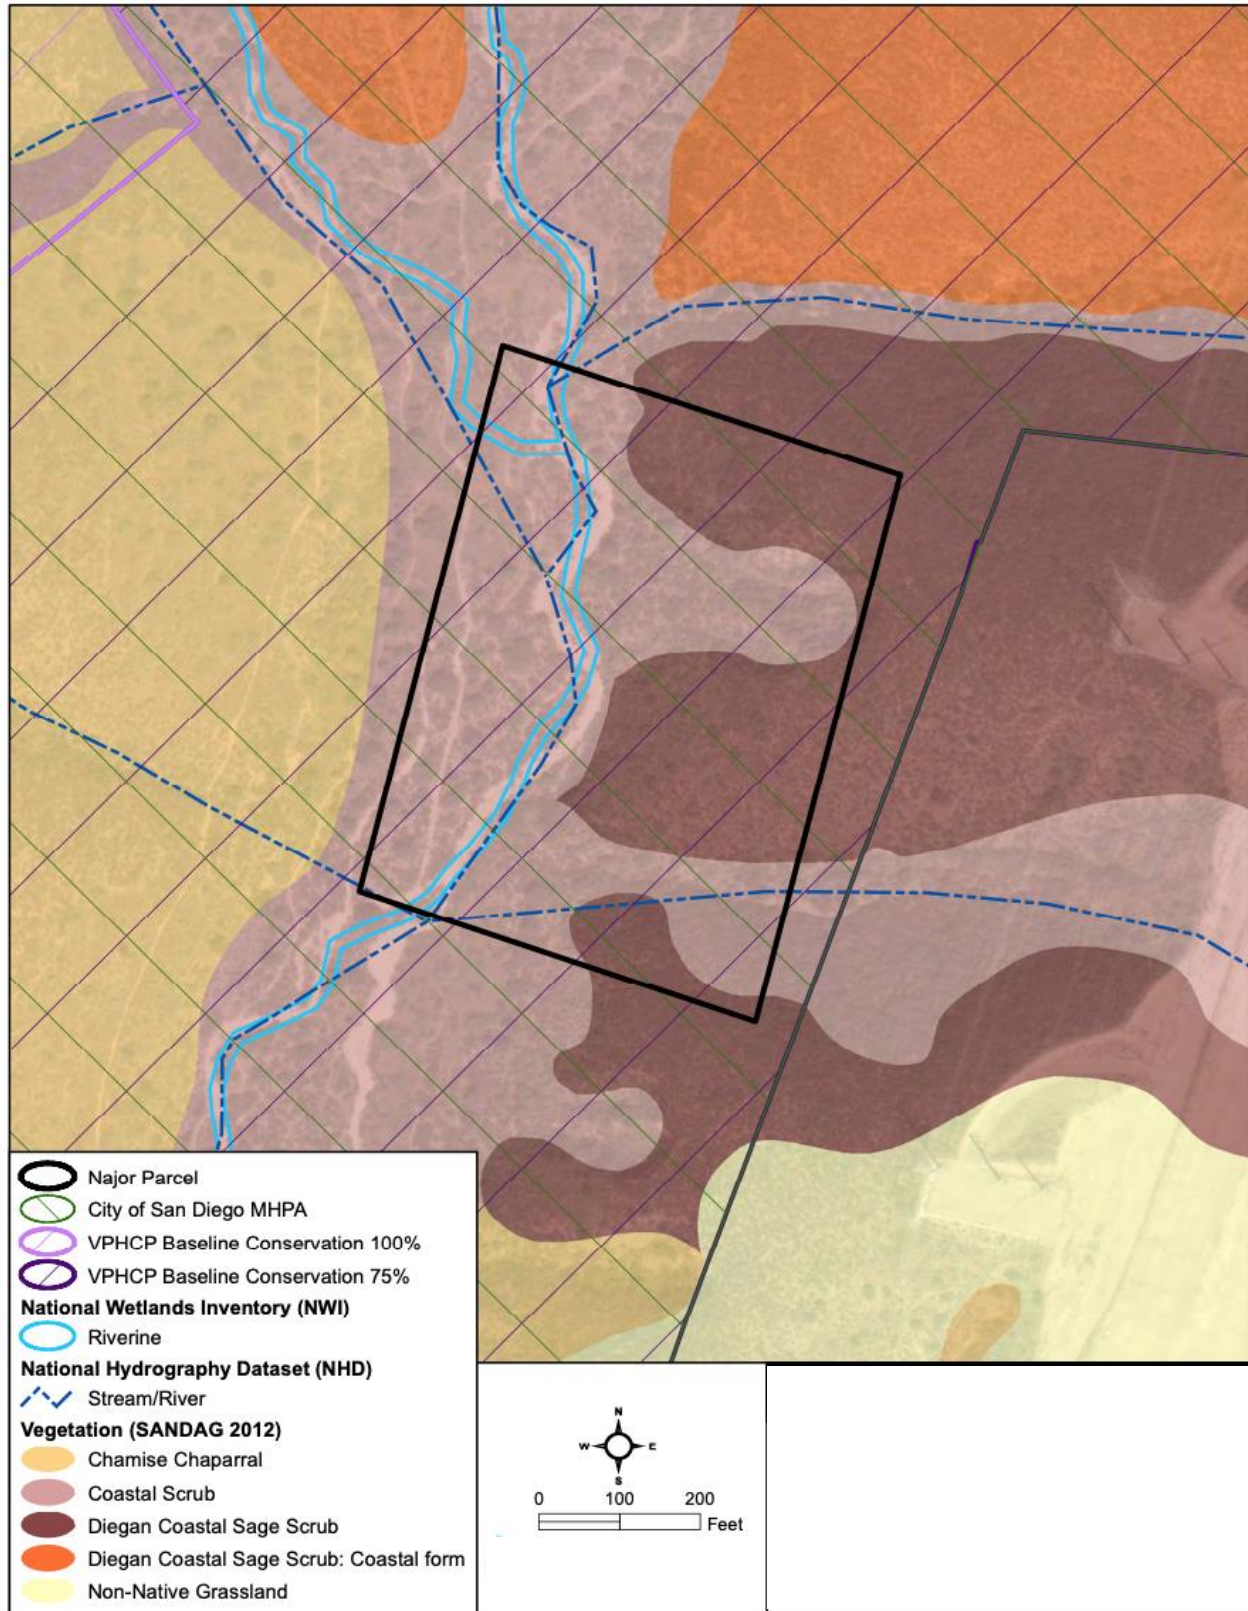 Najor Parcel
City of San Diego MHPA
VPHCP Baseline Conservation 100%
VPHCP Baseline Conservation 75%
National Wetlands Inventory (NWI)
Riverine
National Hydrography Dataset (NHD)
Stream/River
Vegetation (SANDAG 2012)
Chamise Chaparral
Coastal Scrub
Diegan Coastal Sage Scrub
Diegan Coastal Sage Scrub: Coastal form
Non-Native Grassland
N
W E
S
0 100 200
Feet